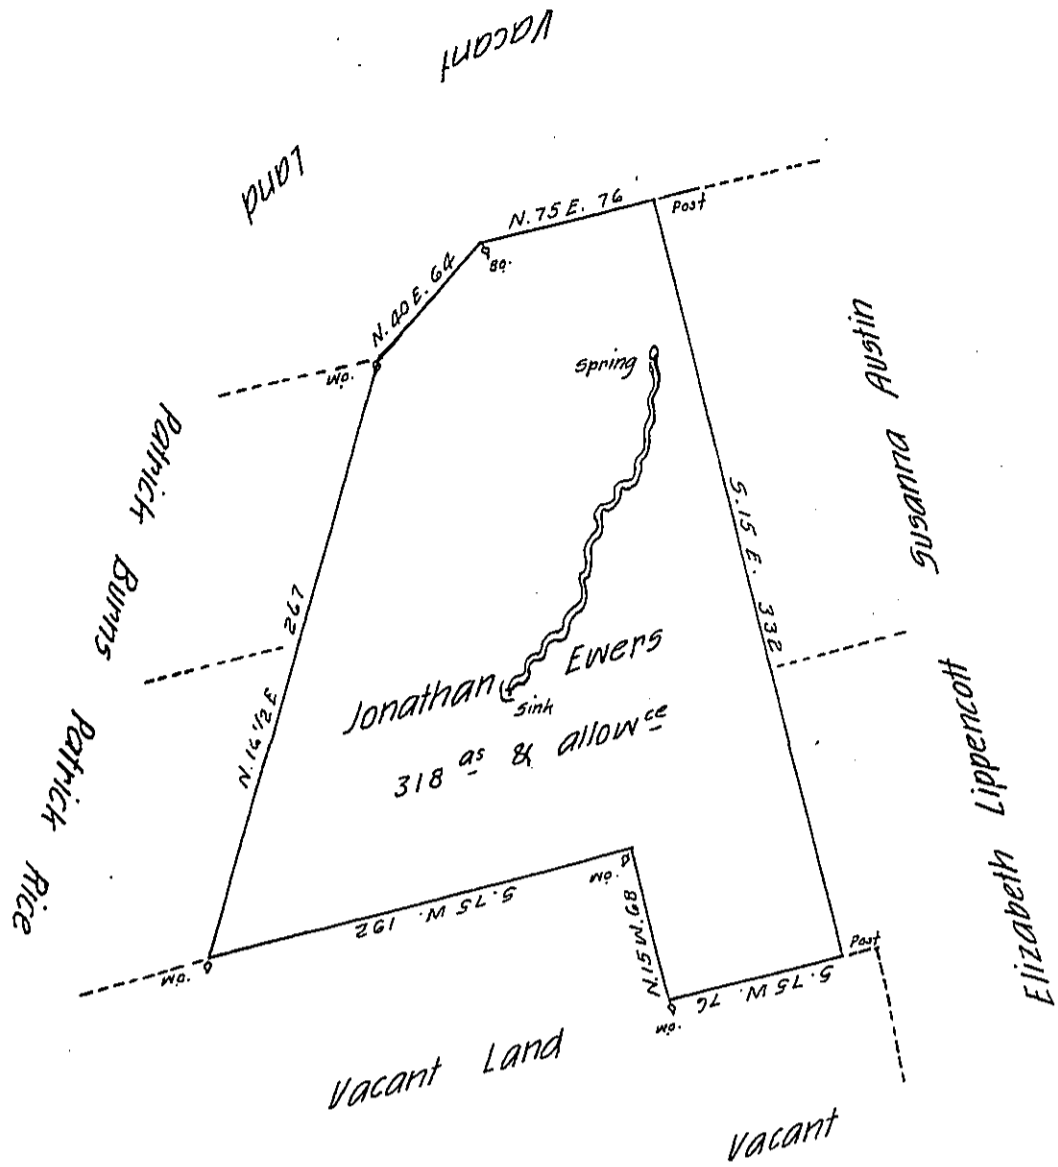 Vacant
Land
N.75 E. 76
Post
BO.
N.40 E. 64
WO.
Spring
Patrick Burns
Susanna Austin
S.15 E. 332
N.16 1/2 E 267
Jonathan Ewers
Sink
318 as & allowce
Patrick Rice
Elizabeth Lippencott
S.75 W. 192
WO.
N.15 W. 68
WO.
S.75 W. 76
Post
WO.
Vacant Land
Vacant